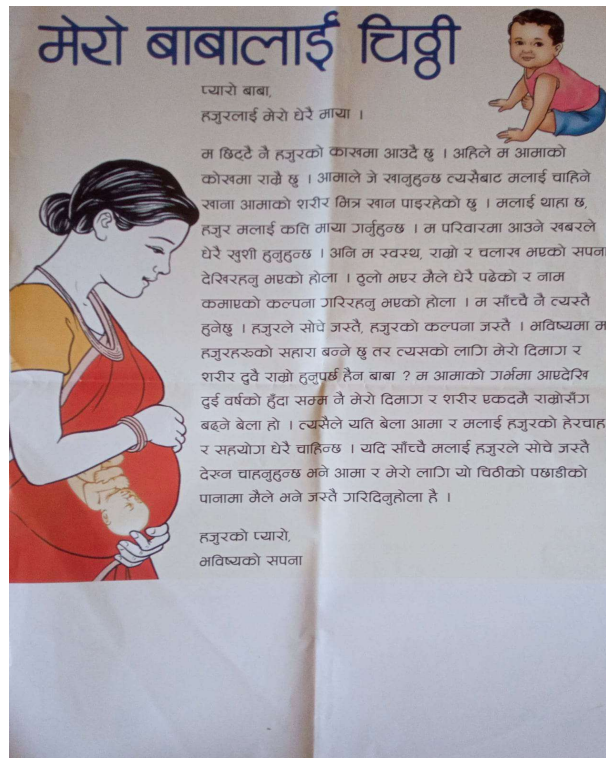 मेरो बाबालाई चिठ्ठी
प्यारो बाबा,
हजुरलाई मेरो धेरै माया ।
म छिट्टै नै हजुरको काखमा आउदै छु । अहिले म आमाको
कोखमा राम्रै छु । आमाले जे खानुहुन्छ त्यसैबाट मलाई चाहिने
खाना आमाको शरीर भित्र खान पाइरहेको छु । मलाई थाहा छ,
हजुर मलाई कति माया गर्नुहुन्छ । म परिवारमा आउने खबरले
धेरै खुशी हुनुहुन्छ । अनि म स्वस्थ, राम्रो र चलाख भएको सपना
देखिरहनु भएको होला । ठुलो भएर मैले धेरै पढेको र नाम
कमाएको कल्पना गरिरहनु भएको होला । म साँच्चै नै त्यस्तै
हुनेछु । हजुरले सोचे जस्तै, हजुरको कल्पना जस्तै । भविष्यमा म
हजुरहरुको सहारा बन्ने छु तर त्यसको लागि मेरो दिमाग र
शरीर दुवै राम्रो हुनुपर्छ हैन बाबा ? म आमाको गर्भमा आएदेखि
दुई वर्षको हुँदा सम्म नै मेरो दिमाग र शरीर एकदमै राम्रोसँग
बढ्ने बेला हो । त्यसैले यति बेला आमा र मलाई हजुरको हेरचाह
र सहयोग धेरै चाहिन्छ । यदि साँच्चै मलाई हजुरले सोचे जस्तै
देख्न चाहनुहुन्छ भने आमा र मेरो लागि यो चिठीको पछाडीको
पानामा मैले भने जस्तै गरिदिनुहोला है ।
हजुरको प्यारो,
भविष्यको सपना